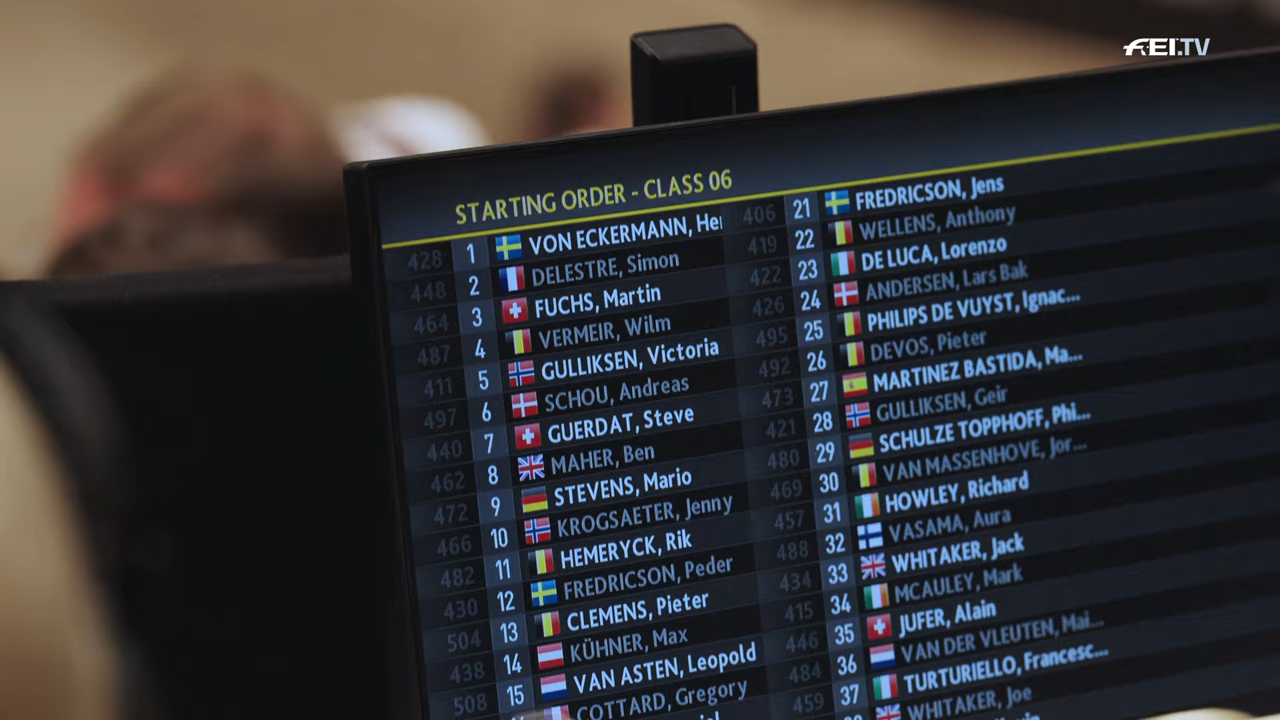 FEI.TV
STARTING ORDER - CLASS 06
428 1 VON ECKERMANN, He
448 2 DELESTRE, Simon
464 3 FUCHS, Martin
487 4 VERMEIR, Wilm
411 5 GULLIKSEN, Victoria
497 6 SCHOU, Andreas
440 7 GUERDAT, Steve
462 8 MAHER, Ben
472 9 STEVENS, Mario
466 10 KROGSAETER, Jenny
482 11 HEMERYCK, Rik
430 12 FREDRICSON, Peder
504 13 CLEMENS, Pieter
438 14 KÜHNER, Max
508 15 VAN ASTEN, Leopold
COTTARD, Gregory
406 21 FREDRICSON, Jens
419 22 WELLENS, Anthony
422 23 DE LUCA, Lorenzo
426 24 ANDERSEN, Lars Bak
495 25 PHILIPS DE VUYST, Ignac...
492 26 DEVOS, Pieter
473 27 MARTINEZ BASTIDA, Ma...
421 28 GULLIKSEN, Geir
480 29 SCHULZE TOPPHOFF, Phi...
469 30 VAN MASSENHOVE, Jor...
457 31 HOWLEY, Richard
488 32 VASAMA, Aura
434 33 WHITAKER, Jack
415 34 MCAULEY, Mark
446 35 JUFER, Alain
484 36 VAN DER VLEUTEN, Mai...
459 37 TURTURIELLO, Francesc...
WHITAKER, Joe